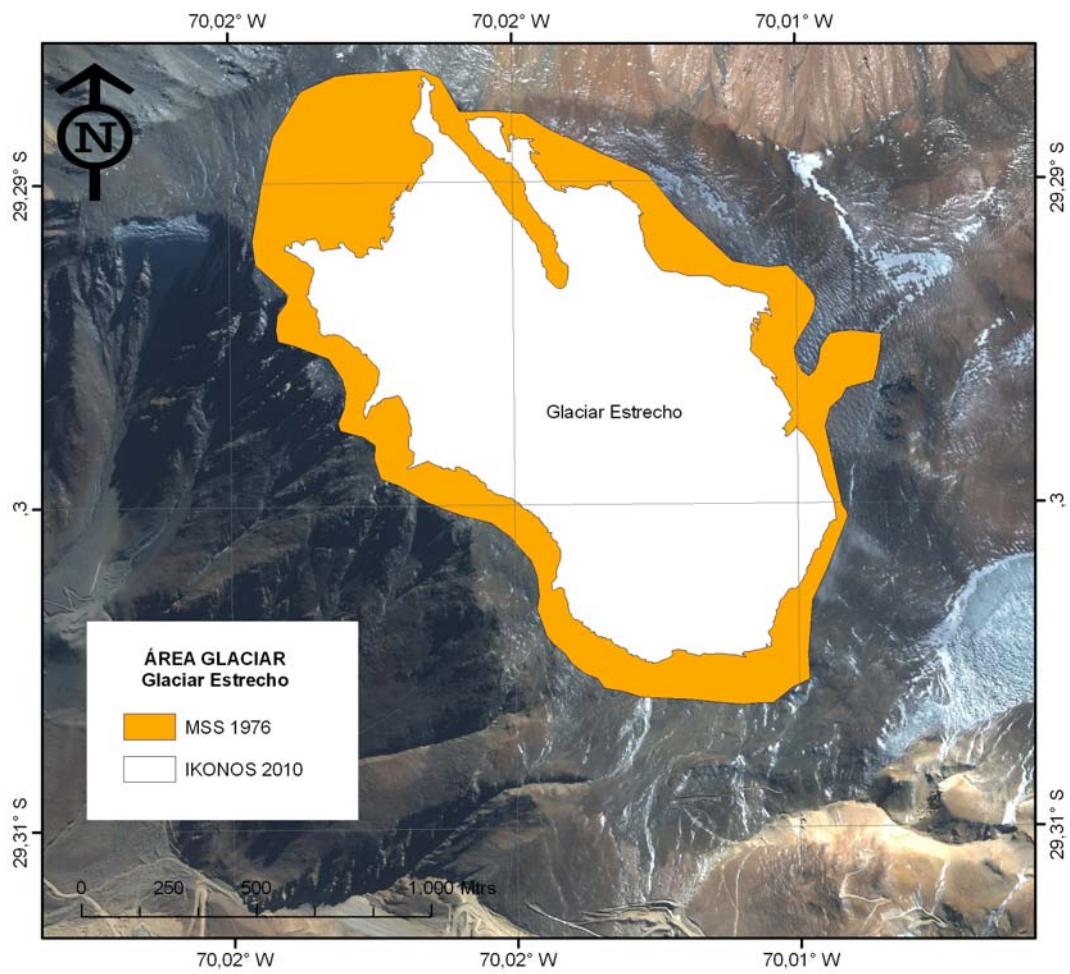 70,02° W 70,02° W 70,01° W
N
29,29° S 29,29° S
Glaciar Estrecho
,3 ,3
ÁREA GLACIAR
Glaciar Estrecho
MSS 1976
IKONOS 2010
29,31° S 29,31° S
0 250 500 1.000 Mtrs
70,02° W 70,02° W 70,01° W